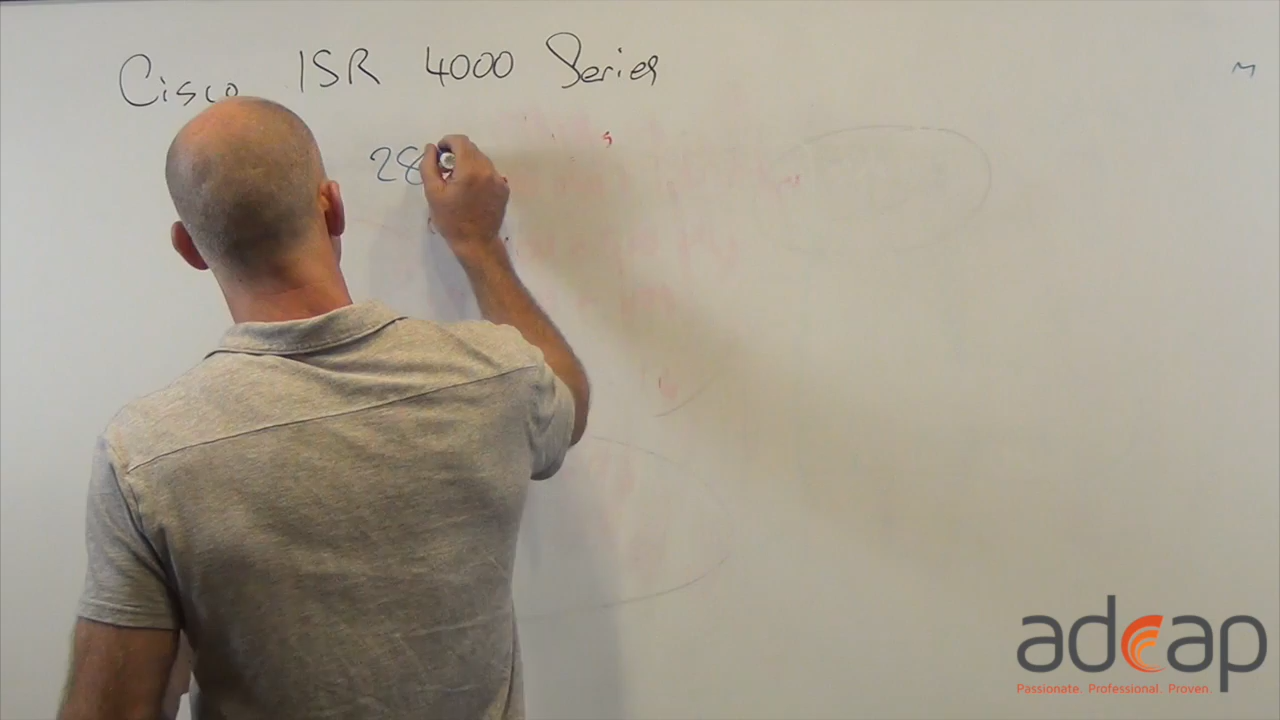 Cisco ISR 4000 Series
28
adcap
Passionate. Professional. Proven.